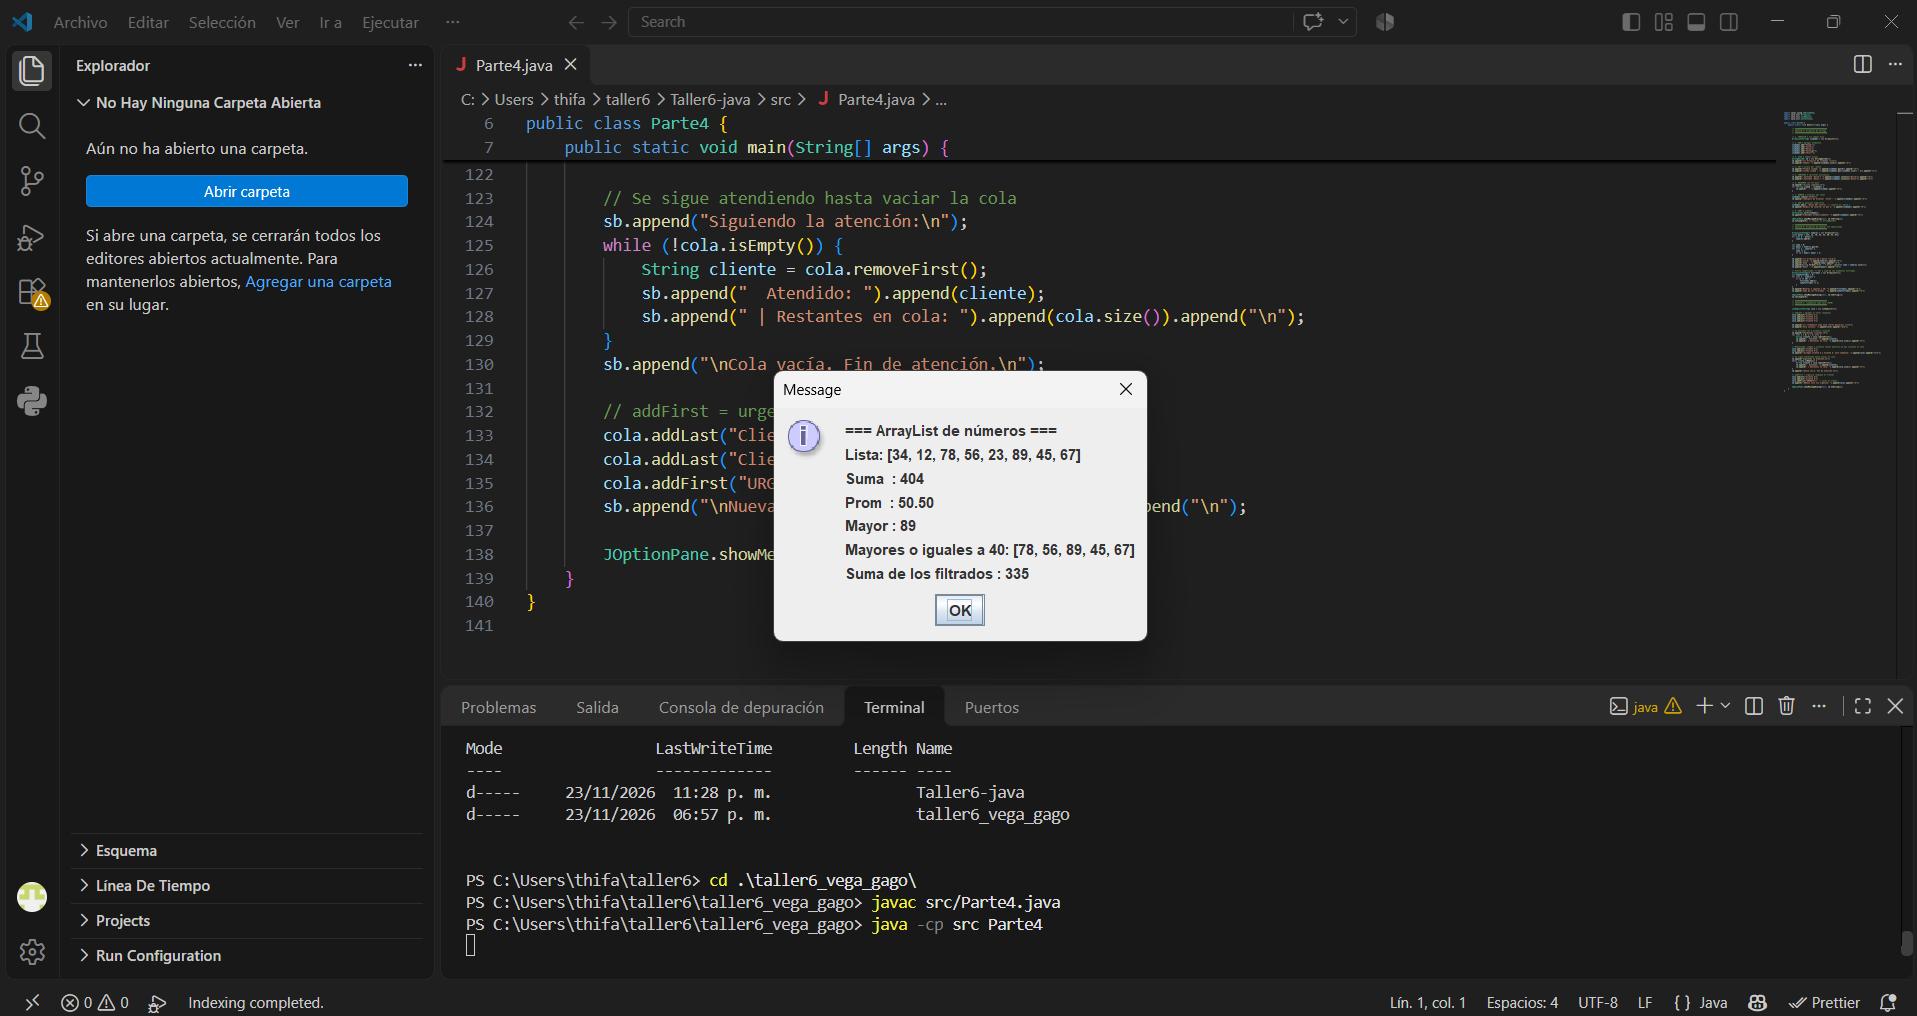 Archivo Editar Selección Ver Ir a Ejecutar ··· Search
Explorador
No Hay Ninguna Carpeta Abierta
Aún no ha abierto una carpeta.
Abrir carpeta
Si abre una carpeta, se cerrarán todos los
editores abiertos actualmente. Para
mantenerlos abiertos, Agregar una carpeta
en su lugar.
Esquema
Línea De Tiempo
Projects
Run Configuration
J Parte4.java
C: > Users > thifa > taller6 > Taller6-java > src > J Parte4.java > ...
6 public class Parte4 {
7 public static void main(String[] args) {
122
123 // Se sigue atendiendo hasta vaciar la cola
124 sb.append("Siguiendo la atención:\n");
125 while (!cola.isEmpty()) {
126 String cliente = cola.removeFirst();
127 sb.append("  Atendido: ").append(cliente);
128 sb.append(" | Restantes en cola: ").append(cola.size()).append("\n");
129 }
130 sb.append("\nCola vacía. Fin de atención.\n");
131
132 // addFirst = urge
133 cola.addLast("Clie
134 cola.addLast("Clie
135 cola.addFirst("URG
136 sb.append("\nNueva pend("\n");
137
138 JOptionPane.showMe
139 }
140 }
141
Message
=== ArrayList de números ===
Lista: [34, 12, 78, 56, 23, 89, 45, 67]
Suma : 404
Prom : 50.50
Mayor : 89
Mayores o iguales a 40: [78, 56, 89, 45, 67]
Suma de los filtrados : 335
OK
Problemas Salida Consola de depuración Terminal Puertos java
Mode LastWriteTime Length Name
---- ------------- ------ ----
d----- 23/11/2026 11:28 p. m. Taller6-java
d----- 23/11/2026 06:57 p. m. taller6_vega_gago
PS C:\Users\thifa\taller6> cd .\taller6_vega_gago\
PS C:\Users\thifa\taller6\taller6_vega_gago> javac src/Parte4.java
PS C:\Users\thifa\taller6\taller6_vega_gago> java -cp src Parte4
0 0 Indexing completed. Lín. 1, col. 1 Espacios: 4 UTF-8 LF { } Java Prettier